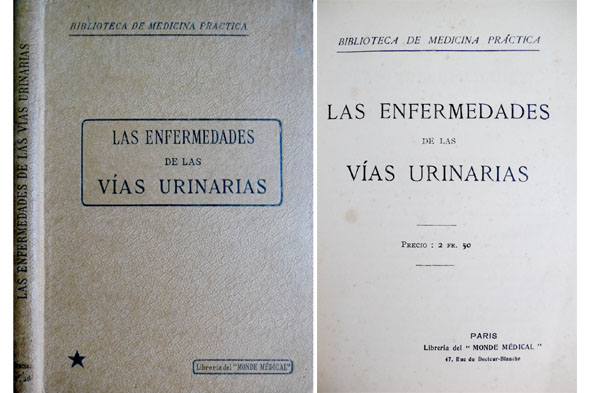 LAS ENFERMEDADES DE LAS VÍAS URINARIAS
BIBLIOTECA DE MEDICINA PRÁCTICA
LAS ENFERMEDADES
DE LAS
VÍAS URINARIAS
Librería del "MONDE MÉDICAL"
BIBLIOTECA DE MEDICINA PRÁCTICA
LAS ENFERMEDADES
DE LAS
VÍAS URINARIAS
PRECIO : 2 FR. 50
PARIS
Librería del " MONDE MÉDICAL "
47, Rue du Docteur-Blanche